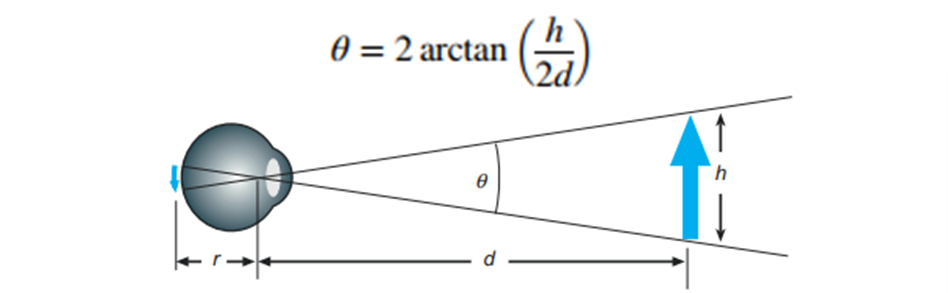 θ = 2 arctan (h/2d)
θ
h
r
d